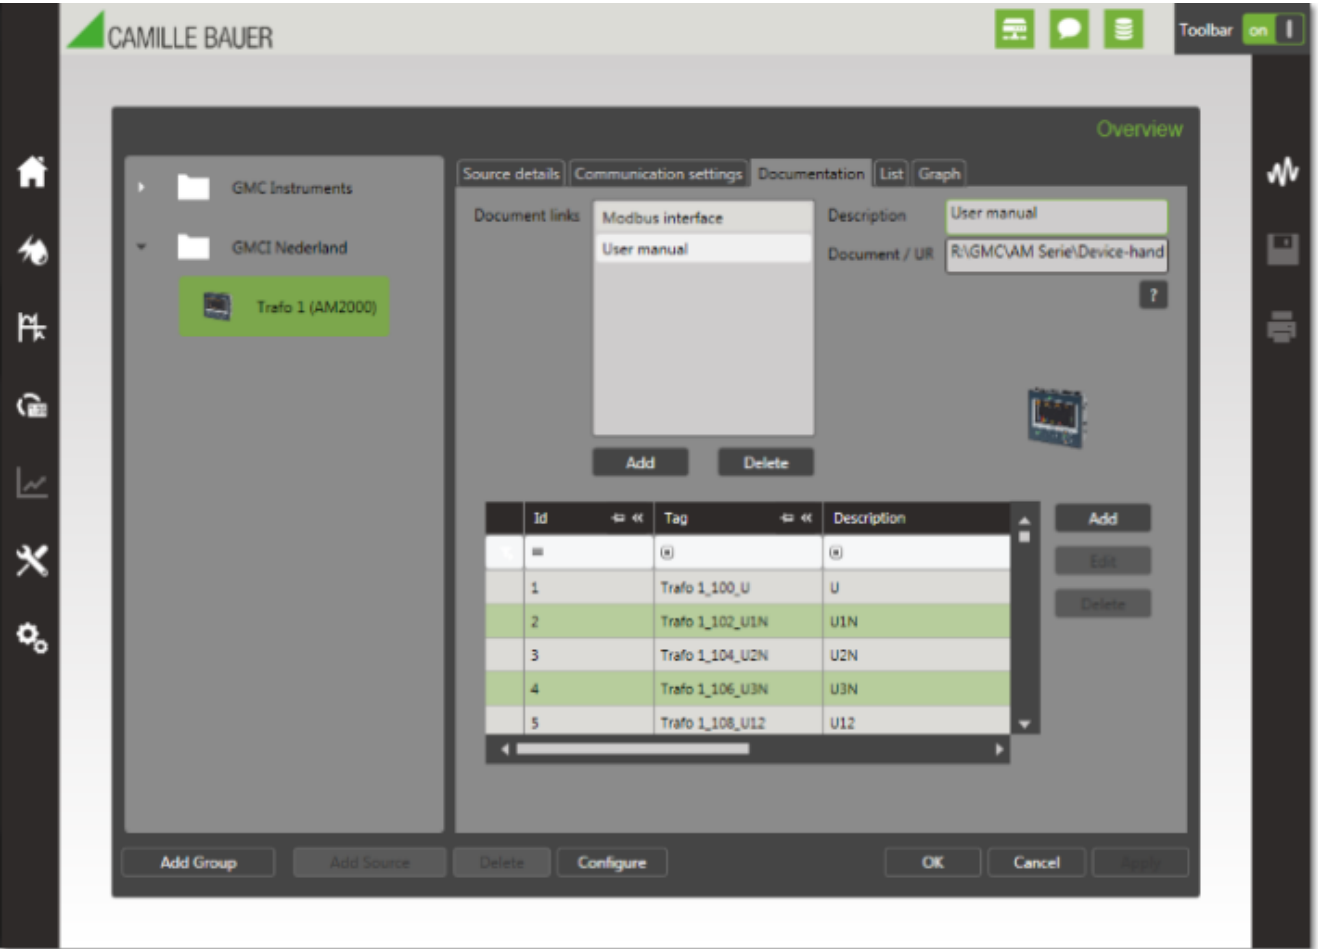 CAMILLE BAUER
Toolbar on
Overview
GMC Instruments
GMCI Nederland
Trafo 1 (AM2000)
Source details Communication settings Documentation List Graph
Document links
Modbus interface
User manual
Description User manual
Document / UR R:\GMC\AM Serie\Device-hand
?
Add Delete
Id Tag Description
=
1 Trafo 1_100_U U
2 Trafo 1_102_U1N U1N
3 Trafo 1_104_U2N U2N
4 Trafo 1_106_U3N U3N
5 Trafo 1_108_U12 U12
Add
Edit
Delete
Add Group Add Source Delete Configure OK Cancel Apply